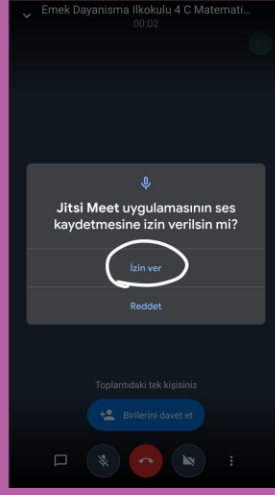 Emek Dayanisma Ilkokulu 4 C Matemati...
00:02
Jitsi Meet uygulamasının ses
kaydetmesine izin verilsin mi?
İzin ver
Reddet
Toplantıdaki tek kişisiniz
Birilerini davet et